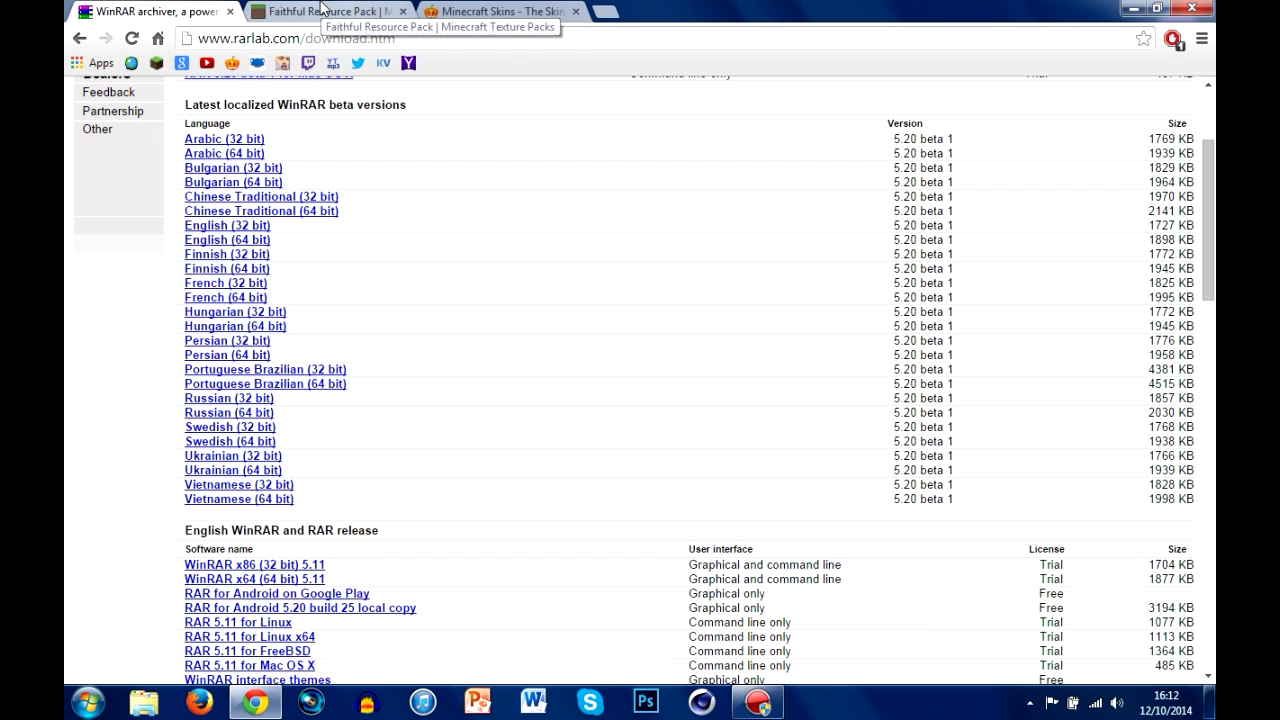 WinRAR archiver, a power
Faithful Resource Pack | M
Minecraft Skins - The Skin
Faithful Resource Pack | Minecraft Texture Packs
www.rarlab.com/download.htm
Apps
Dealers
Feedback
Partnership
Other
Command line only
Trial
Latest localized WinRAR beta versions
Language Version Size
Arabic (32 bit) 5.20 beta 1 1769 KB
Arabic (64 bit) 5.20 beta 1 1939 KB
Bulgarian (32 bit) 5.20 beta 1 1829 KB
Bulgarian (64 bit) 5.20 beta 1 1964 KB
Chinese Traditional (32 bit) 5.20 beta 1 1970 KB
Chinese Traditional (64 bit) 5.20 beta 1 2141 KB
English (32 bit) 5.20 beta 1 1727 KB
English (64 bit) 5.20 beta 1 1898 KB
Finnish (32 bit) 5.20 beta 1 1772 KB
Finnish (64 bit) 5.20 beta 1 1945 KB
French (32 bit) 5.20 beta 1 1825 KB
French (64 bit) 5.20 beta 1 1995 KB
Hungarian (32 bit) 5.20 beta 1 1772 KB
Hungarian (64 bit) 5.20 beta 1 1945 KB
Persian (32 bit) 5.20 beta 1 1776 KB
Persian (64 bit) 5.20 beta 1 1958 KB
Portuguese Brazilian (32 bit) 5.20 beta 1 4381 KB
Portuguese Brazilian (64 bit) 5.20 beta 1 4515 KB
Russian (32 bit) 5.20 beta 1 1857 KB
Russian (64 bit) 5.20 beta 1 2030 KB
Swedish (32 bit) 5.20 beta 1 1768 KB
Swedish (64 bit) 5.20 beta 1 1938 KB
Ukrainian (32 bit) 5.20 beta 1 1766 KB
Ukrainian (64 bit) 5.20 beta 1 1939 KB
Vietnamese (32 bit) 5.20 beta 1 1828 KB
Vietnamese (64 bit) 5.20 beta 1 1998 KB
English WinRAR and RAR release
Software name User interface License Size
WinRAR x86 (32 bit) 5.11 Graphical and command line Trial 1704 KB
WinRAR x64 (64 bit) 5.11 Graphical and command line Trial 1877 KB
RAR for Android on Google Play Graphical only Free
RAR for Android 5.20 build 25 local copy Graphical only Free 3194 KB
RAR 5.11 for Linux Command line only Trial 1077 KB
RAR 5.11 for Linux x64 Command line only Trial 1113 KB
RAR 5.11 for FreeBSD Command line only Trial 1364 KB
RAR 5.11 for Mac OS X Command line only Trial 485 KB
WinRAR interface themes Graphical only Free
16:12
12/10/2014